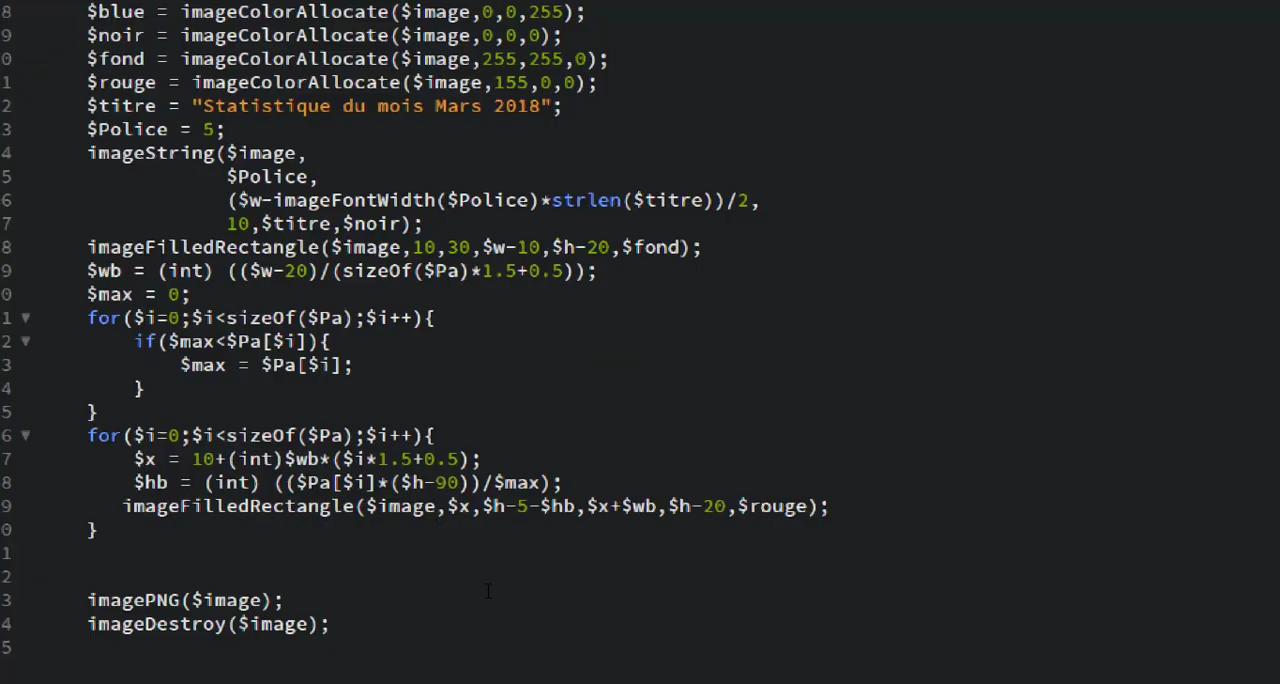 8 $blue = imageColorAllocate($image,0,0,255);
9 $noir = imageColorAllocate($image,0,0,0);
0 $fond = imageColorAllocate($image,255,255,0);
1 $rouge = imageColorAllocate($image,155,0,0);
2 $titre = "Statistique du mois Mars 2018";
3 $Police = 5;
4 imageString($image,
5 $Police,
6 ($w-imageFontWidth($Police)*strlen($titre))/2,
7 10,$titre,$noir);
8 imageFilledRectangle($image,10,30,$w-10,$h-20,$fond);
9 $wb = (int) (($w-20)/(sizeOf($Pa)*1.5+0.5));
0 $max = 0;
1 for($i=0;$i<sizeOf($Pa);$i++){
2 if($max<$Pa[$i]){
3 $max = $Pa[$i];
4 }
5 }
6 for($i=0;$i<sizeOf($Pa);$i++){
7 $x = 10+(int)$wb*($i*1.5+0.5);
8 $hb = (int) (($Pa[$i]*($h-90))/$max);
9 imageFilledRectangle($image,$x,$h-5-$hb,$x+$wb,$h-20,$rouge);
0 }
1
2
3 imagePNG($image);
4 imageDestroy($image);
5